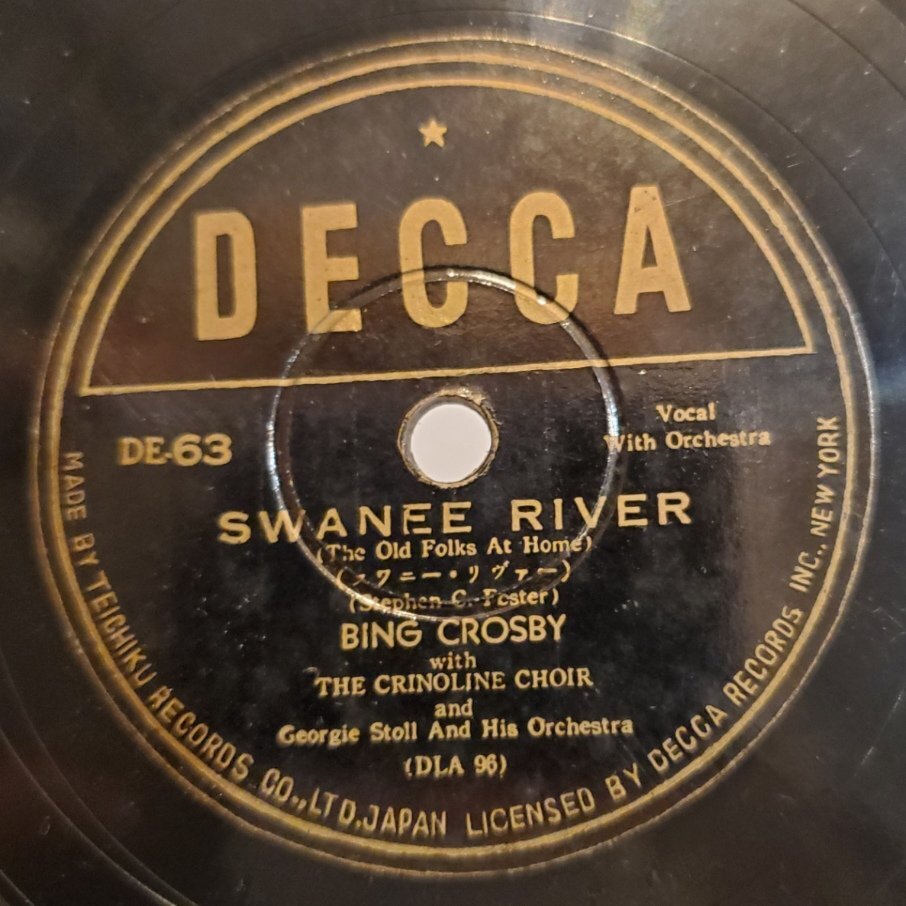 DECCA
DE-63
Vocal
With Orchestra
SWANEE RIVER
(The Old Folks At Home)
(スワニー・リヴァー)
(Stephen C. Foster)
BING CROSBY
with
THE CRINOLINE CHOIR
and
Georgie Stoll And His Orchestra
(DLA 96)
MADE BY TEICHIKU RECORDS CO., LTD. JAPAN LICENSED BY DECCA RECORDS INC., NEW YORK